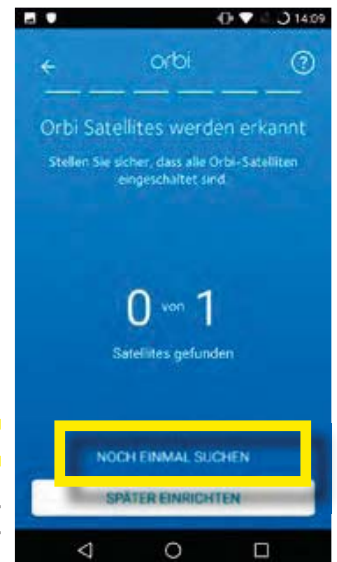 14:09
orbi
?
Orbi Satellites werden erkannt
Stellen Sie sicher, dass alle Orbi-Satelliten
eingeschaltet sind.
0 von 1
Satellites gefunden
NOCH EINMAL SUCHEN
SPÄTER EINRICHTEN